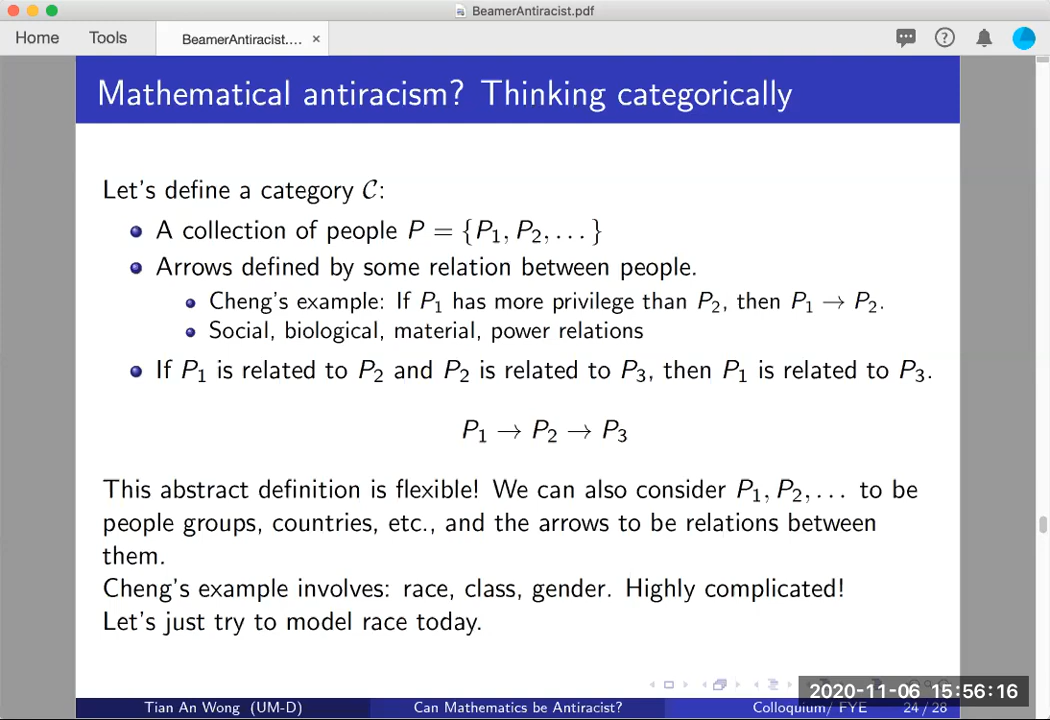 BeamerAntiracist.pdf
Home Tools BeamerAntiracist.... ×
Mathematical antiracism? Thinking categorically
Let's define a category 𝒞:
A collection of people P = {P₁, P₂, . . . }
Arrows defined by some relation between people.
Cheng's example: If P₁ has more privilege than P₂, then P₁ → P₂.
Social, biological, material, power relations
If P₁ is related to P₂ and P₂ is related to P₃, then P₁ is related to P₃.
P₁ → P₂ → P₃
This abstract definition is flexible! We can also consider P₁, P₂, . . . to be
people groups, countries, etc., and the arrows to be relations between
them.
Cheng's example involves: race, class, gender. Highly complicated!
Let's just try to model race today.
2020-11-06 15:56:16
Tian An Wong (UM-D) Can Mathematics be Antiracist? Colloquium/ FYE 24 / 28